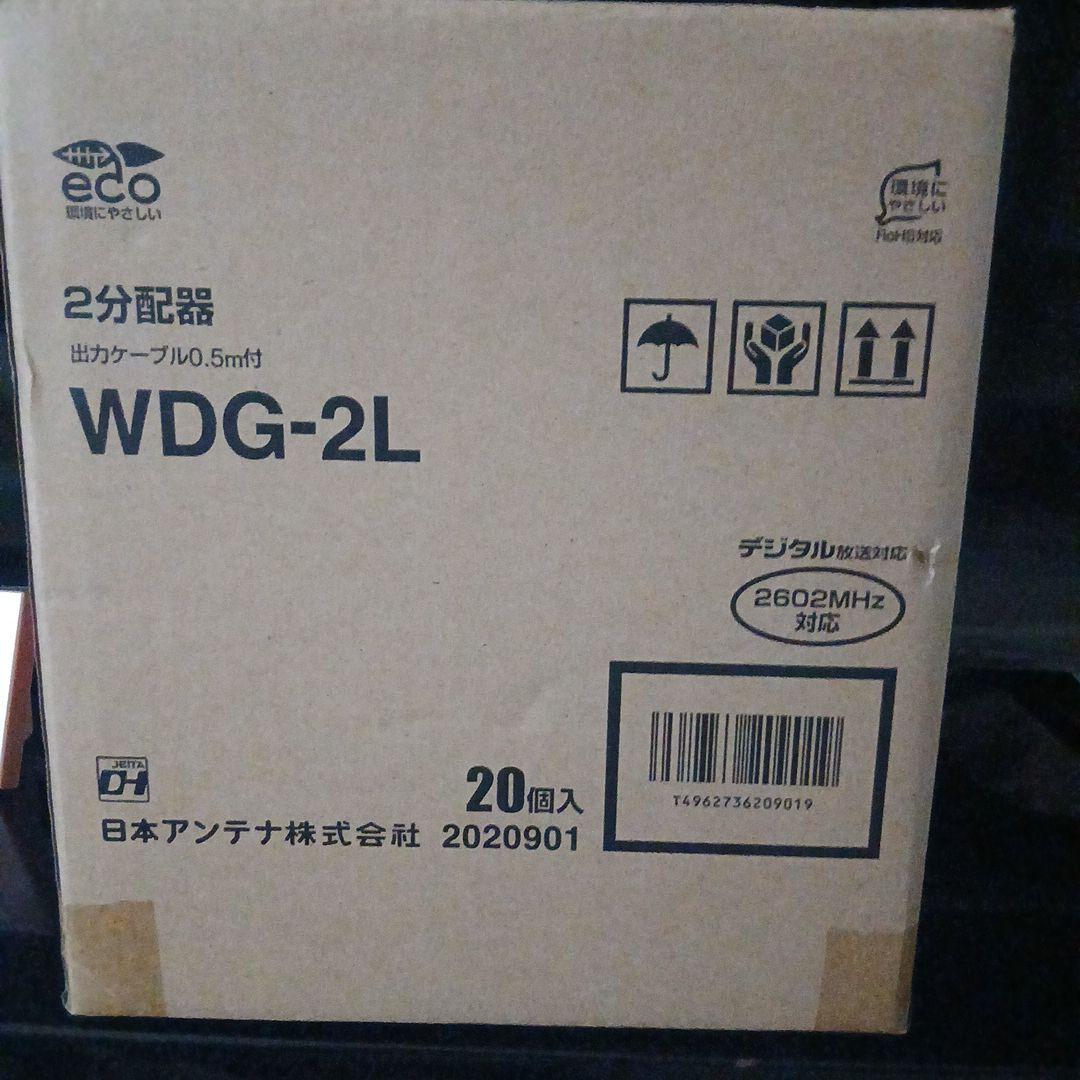 eco
環境にやさしい
環境に
やさしい
RoHS対応
2分配器
出力ケーブル0.5m付
WDG-2L
デジタル放送対応
2602MHz
対応
T4962736209019
JEITA
DH
20個入
日本アンテナ株式会社 2020901